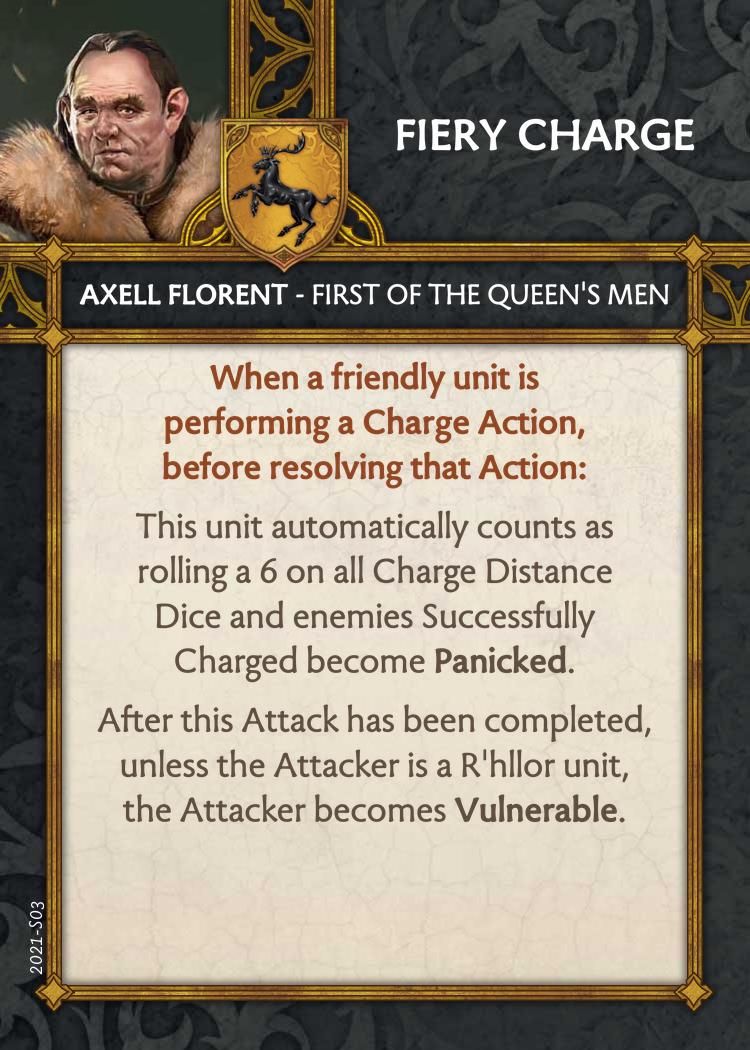 FIERY CHARGE
AXELL FLORENT - FIRST OF THE QUEEN'S MEN
When a friendly unit is
performing a Charge Action,
before resolving that Action:
This unit automatically counts as
rolling a 6 on all Charge Distance
Dice and enemies Successfully
Charged become Panicked.
After this Attack has been completed,
unless the Attacker is a R'hllor unit,
the Attacker becomes Vulnerable.
2021-S03